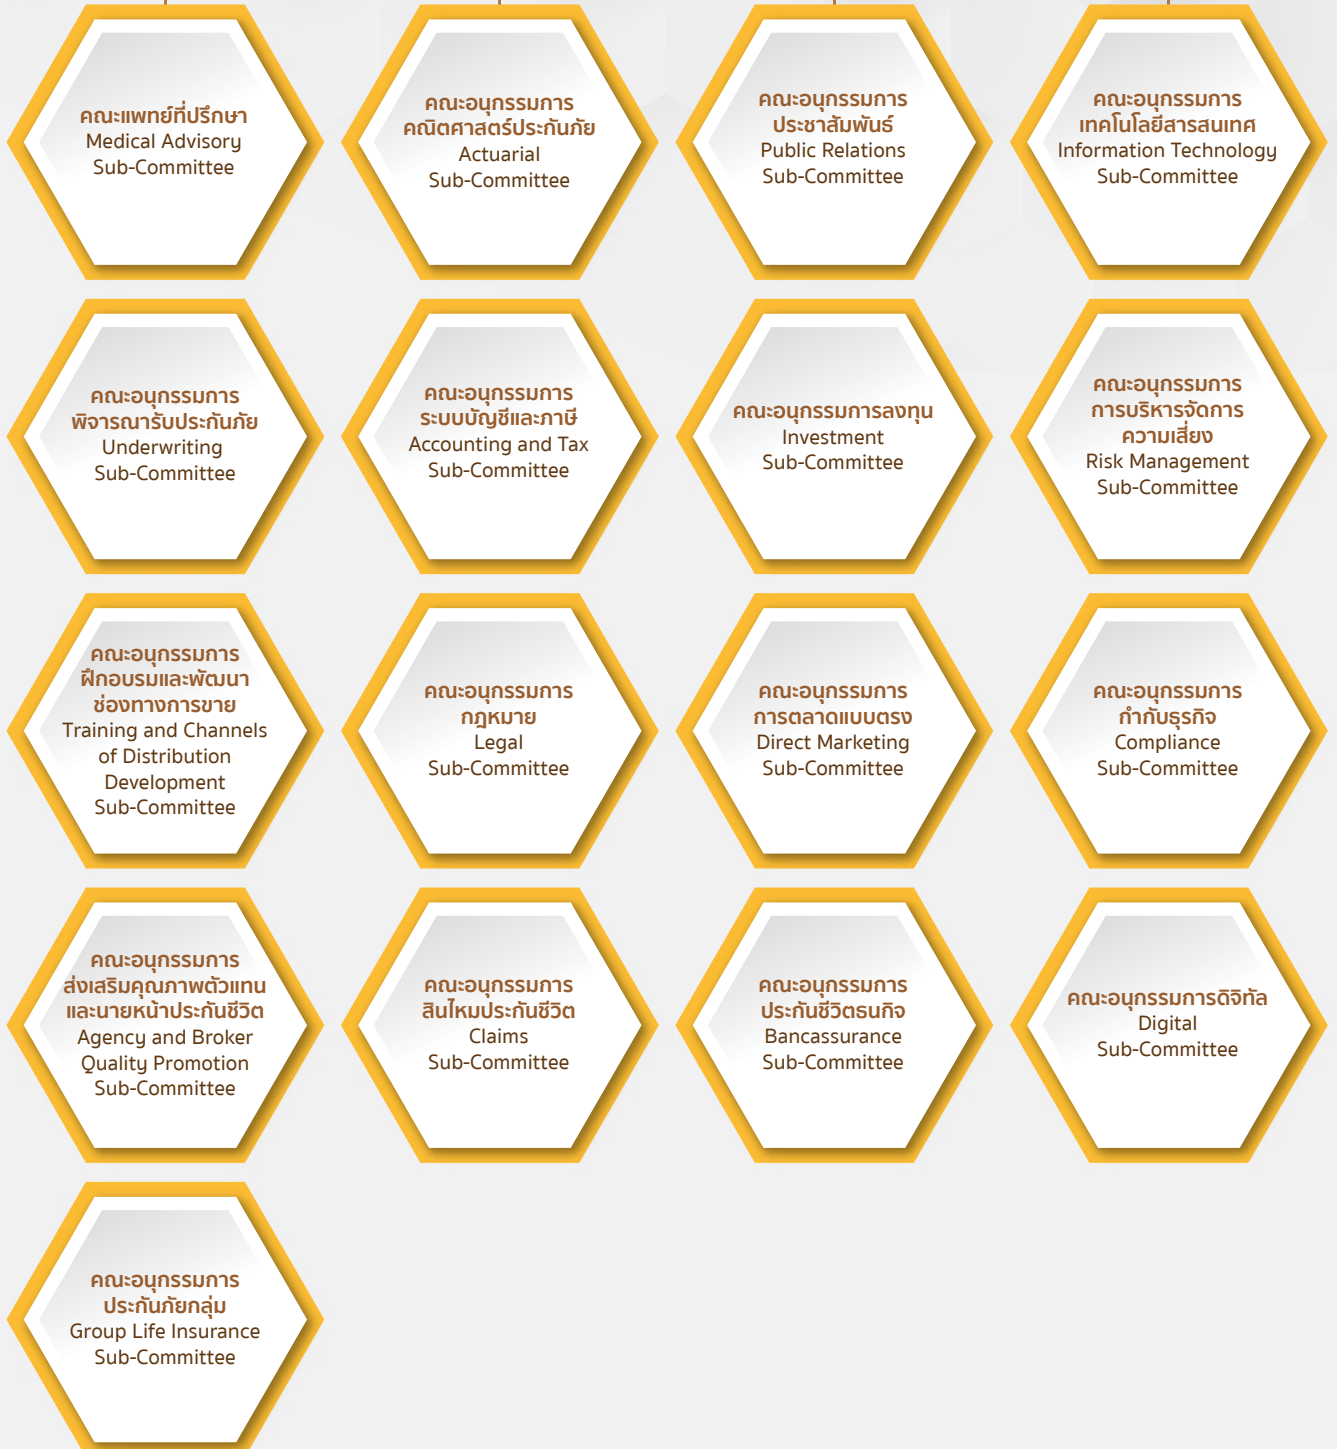 คณะแพทย์ที่ปรึกษา
Medical Advisory
Sub-Committee
คณะอนุกรรมการ
คณิตศาสตร์ประกันภัย
Actuarial
Sub-Committee
คณะอนุกรรมการ
ประชาสัมพันธ์
Public Relations
Sub-Committee
คณะอนุกรรมการ
เทคโนโลยีสารสนเทศ
Information Technology
Sub-Committee
คณะอนุกรรมการ
พิจารณารับประกันภัย
Underwriting
Sub-Committee
คณะอนุกรรมการ
ระบบบัญชีและภาษี
Accounting and Tax
Sub-Committee
คณะอนุกรรมการลงทุน
Investment
Sub-Committee
คณะอนุกรรมการ
การบริหารจัดการ
ความเสี่ยง
Risk Management
Sub-Committee
คณะอนุกรรมการ
ฝึกอบรมและพัฒนา
ช่องทางการขาย
Training and Channels
of Distribution
Development
Sub-Committee
คณะอนุกรรมการ
กฎหมาย
Legal
Sub-Committee
คณะอนุกรรมการ
การตลาดแบบตรง
Direct Marketing
Sub-Committee
คณะอนุกรรมการ
กำกับธุรกิจ
Compliance
Sub-Committee
คณะอนุกรรมการ
ส่งเสริมคุณภาพตัวแทน
และนายหน้าประกันชีวิต
Agency and Broker
Quality Promotion
Sub-Committee
คณะอนุกรรมการ
สินไหมประกันชีวิต
Claims
Sub-Committee
คณะอนุกรรมการ
ประกันชีวิตธนกิจ
Bancassurance
Sub-Committee
คณะอนุกรรมการดิจิทัล
Digital
Sub-Committee
คณะอนุกรรมการ
ประกันภัยกลุ่ม
Group Life Insurance
Sub-Committee